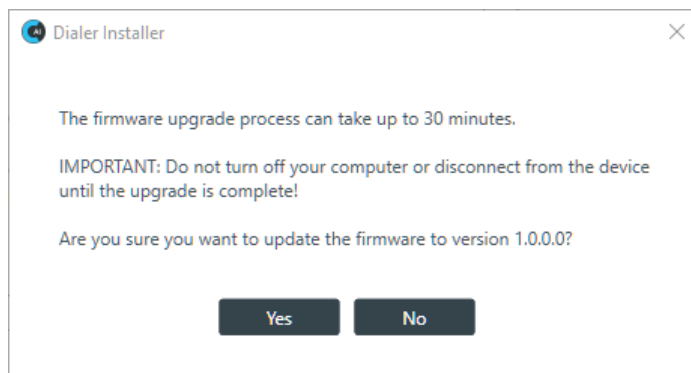 AI
Dialer Installer
The firmware upgrade process can take up to 30 minutes.
IMPORTANT: Do not turn off your computer or disconnect from the device
until the upgrade is complete!
Are you sure you want to update the firmware to version 1.0.0.0?
Yes
No